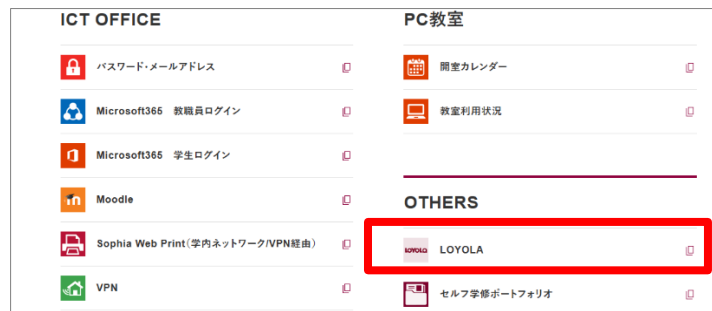 ICT OFFICE
パスワード・メールアドレス
Microsoft365 教職員ログイン
Microsoft365 学生ログイン
Moodle
Sophia Web Print（学内ネットワーク/VPN経由）
VPN
PC教室
開室カレンダー
教室利用状況
OTHERS
LOYOLA LOYOLA
セルフ学修ポートフォリオ